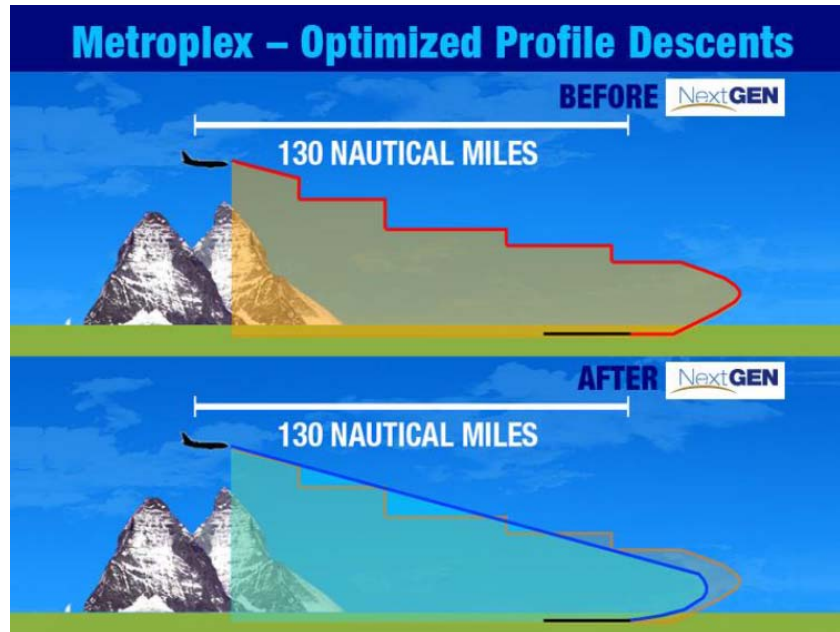 Metroplex – Optimized Profile Descents
BEFORE NextGEN
130 NAUTICAL MILES
AFTER NextGEN
130 NAUTICAL MILES